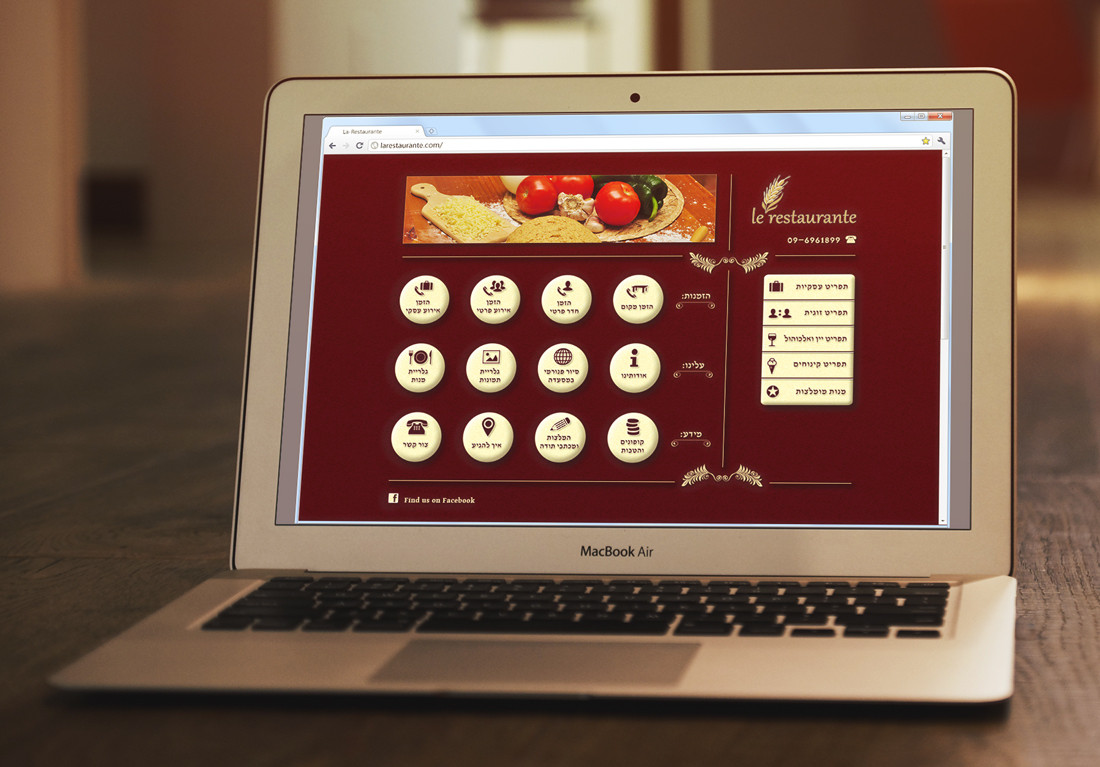 La Restaurante
larestaurante.com/
le restaurante
09-6961899
הזמנות:
הזמן מקום
הזמן
חדר פרטי
הזמן
אירוע פרטי
הזמן
אירוע עסקי
עלינו:
אודותינו
סיור פנורמי
במסעדה
גלריית
תמונות
גלריית
מנות
מידע:
קופונים
והטבות
המלצות
ומכתבי תודה
איך להגיע
צור קשר
תפריט עסקיות
תפריט זוגית
תפריט יין ואלכוהול
תפריט קינוחים
מנות מומלצות
Find us on Facebook
MacBook Air